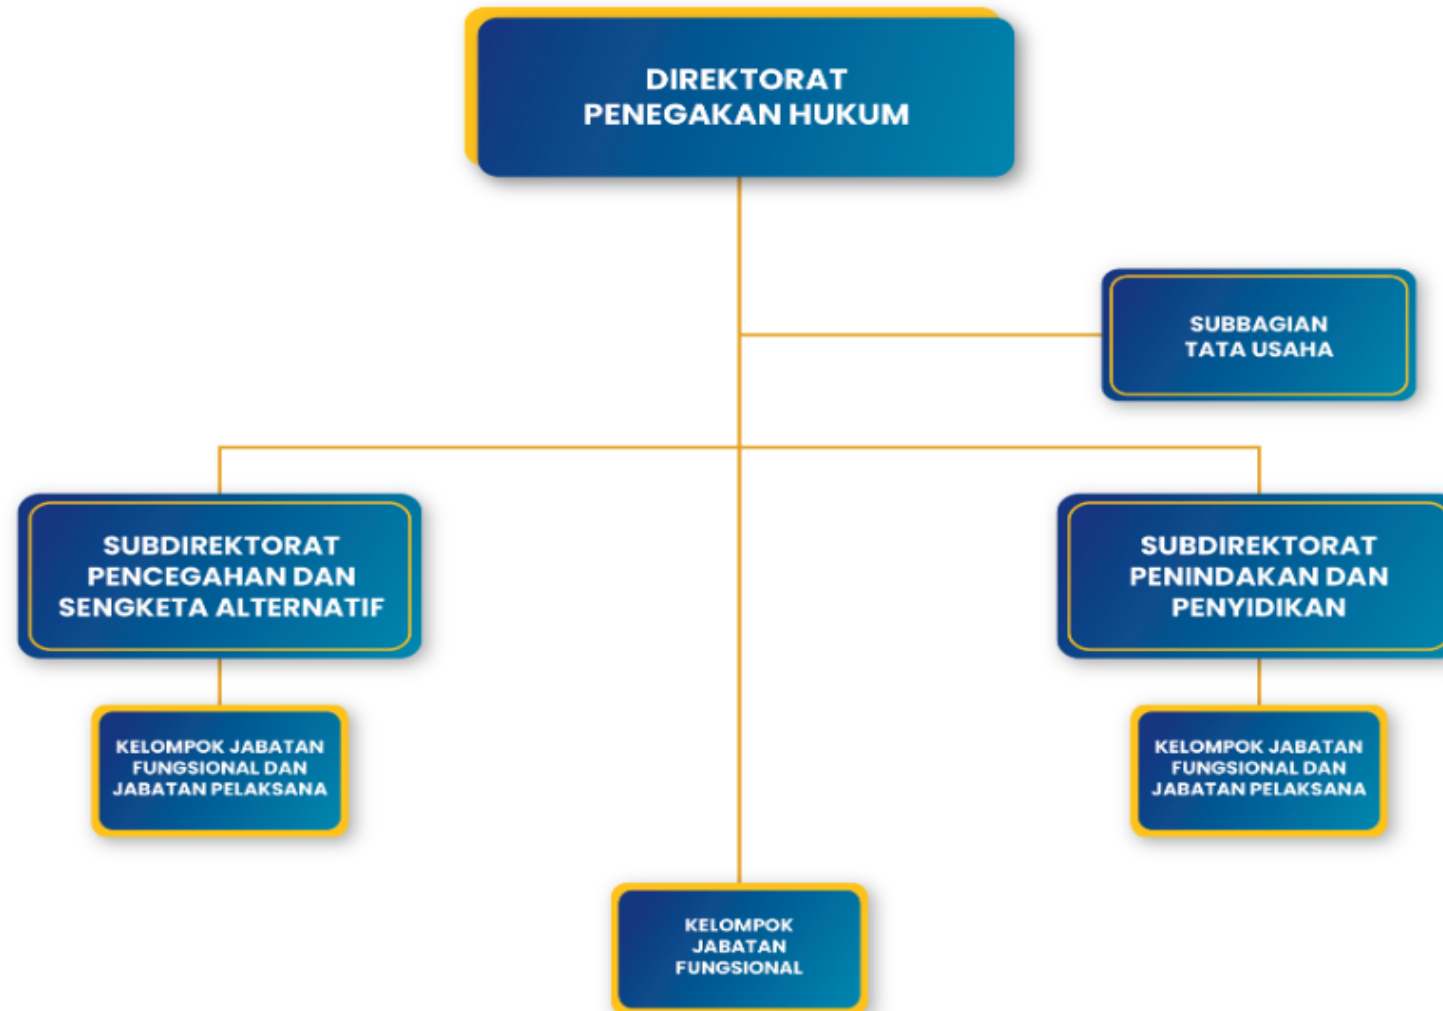 DIREKTORAT
PENEGAKAN HUKUM
SUBBAGIAN
TATA USAHA
SUBDIREKTORAT
PENCEGAHAN DAN
SENGKETA ALTERNATIF
SUBDIREKTORAT
PENINDAKAN DAN
PENYIDIKAN
KELOMPOK JABATAN
FUNGSIONAL DAN
JABATAN PELAKSANA
KELOMPOK JABATAN
FUNGSIONAL DAN
JABATAN PELAKSANA
KELOMPOK
JABATAN
FUNGSIONAL